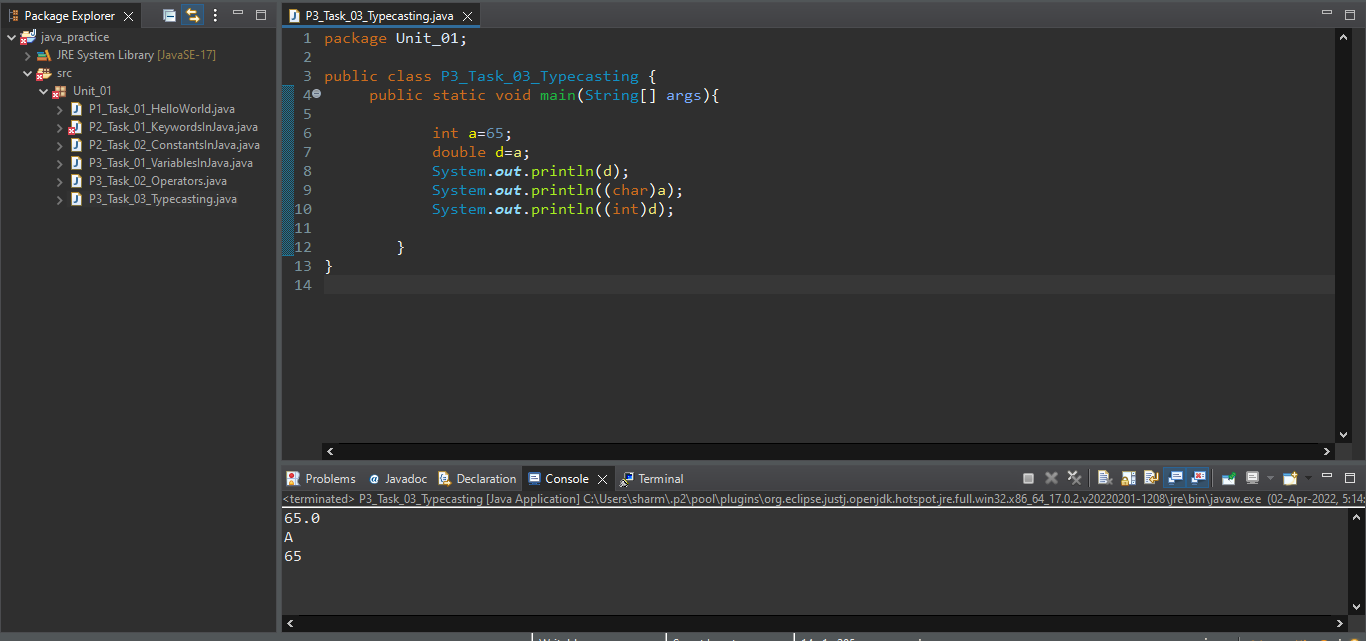 Package Explorer
java_practice
JRE System Library [JavaSE-17]
src
Unit_01
P1_Task_01_HelloWorld.java
P2_Task_01_KeywordsInJava.java
P2_Task_02_ConstantsInJava.java
P3_Task_01_VariablesInJava.java
P3_Task_02_Operators.java
P3_Task_03_Typecasting.java
P3_Task_03_Typecasting.java
1 package Unit_01;
2
3 public class P3_Task_03_Typecasting {
4 public static void main(String[] args){
5
6 int a=65;
7 double d=a;
8 System.out.println(d);
9 System.out.println((char)a);
10 System.out.println((int)d);
11
12 }
13 }
14
Problems Javadoc Declaration Console Terminal
<terminated> P3_Task_03_Typecasting [Java Application] C:\Users\sharm\.p2\pool\plugins\org.eclipse.justj.openjdk.hotspot.jre.full.win32.x86_64_17.0.2.v20220201-1208\jre\bin\javaw.exe (02-Apr-2022, 5:14:
65.0
A
65